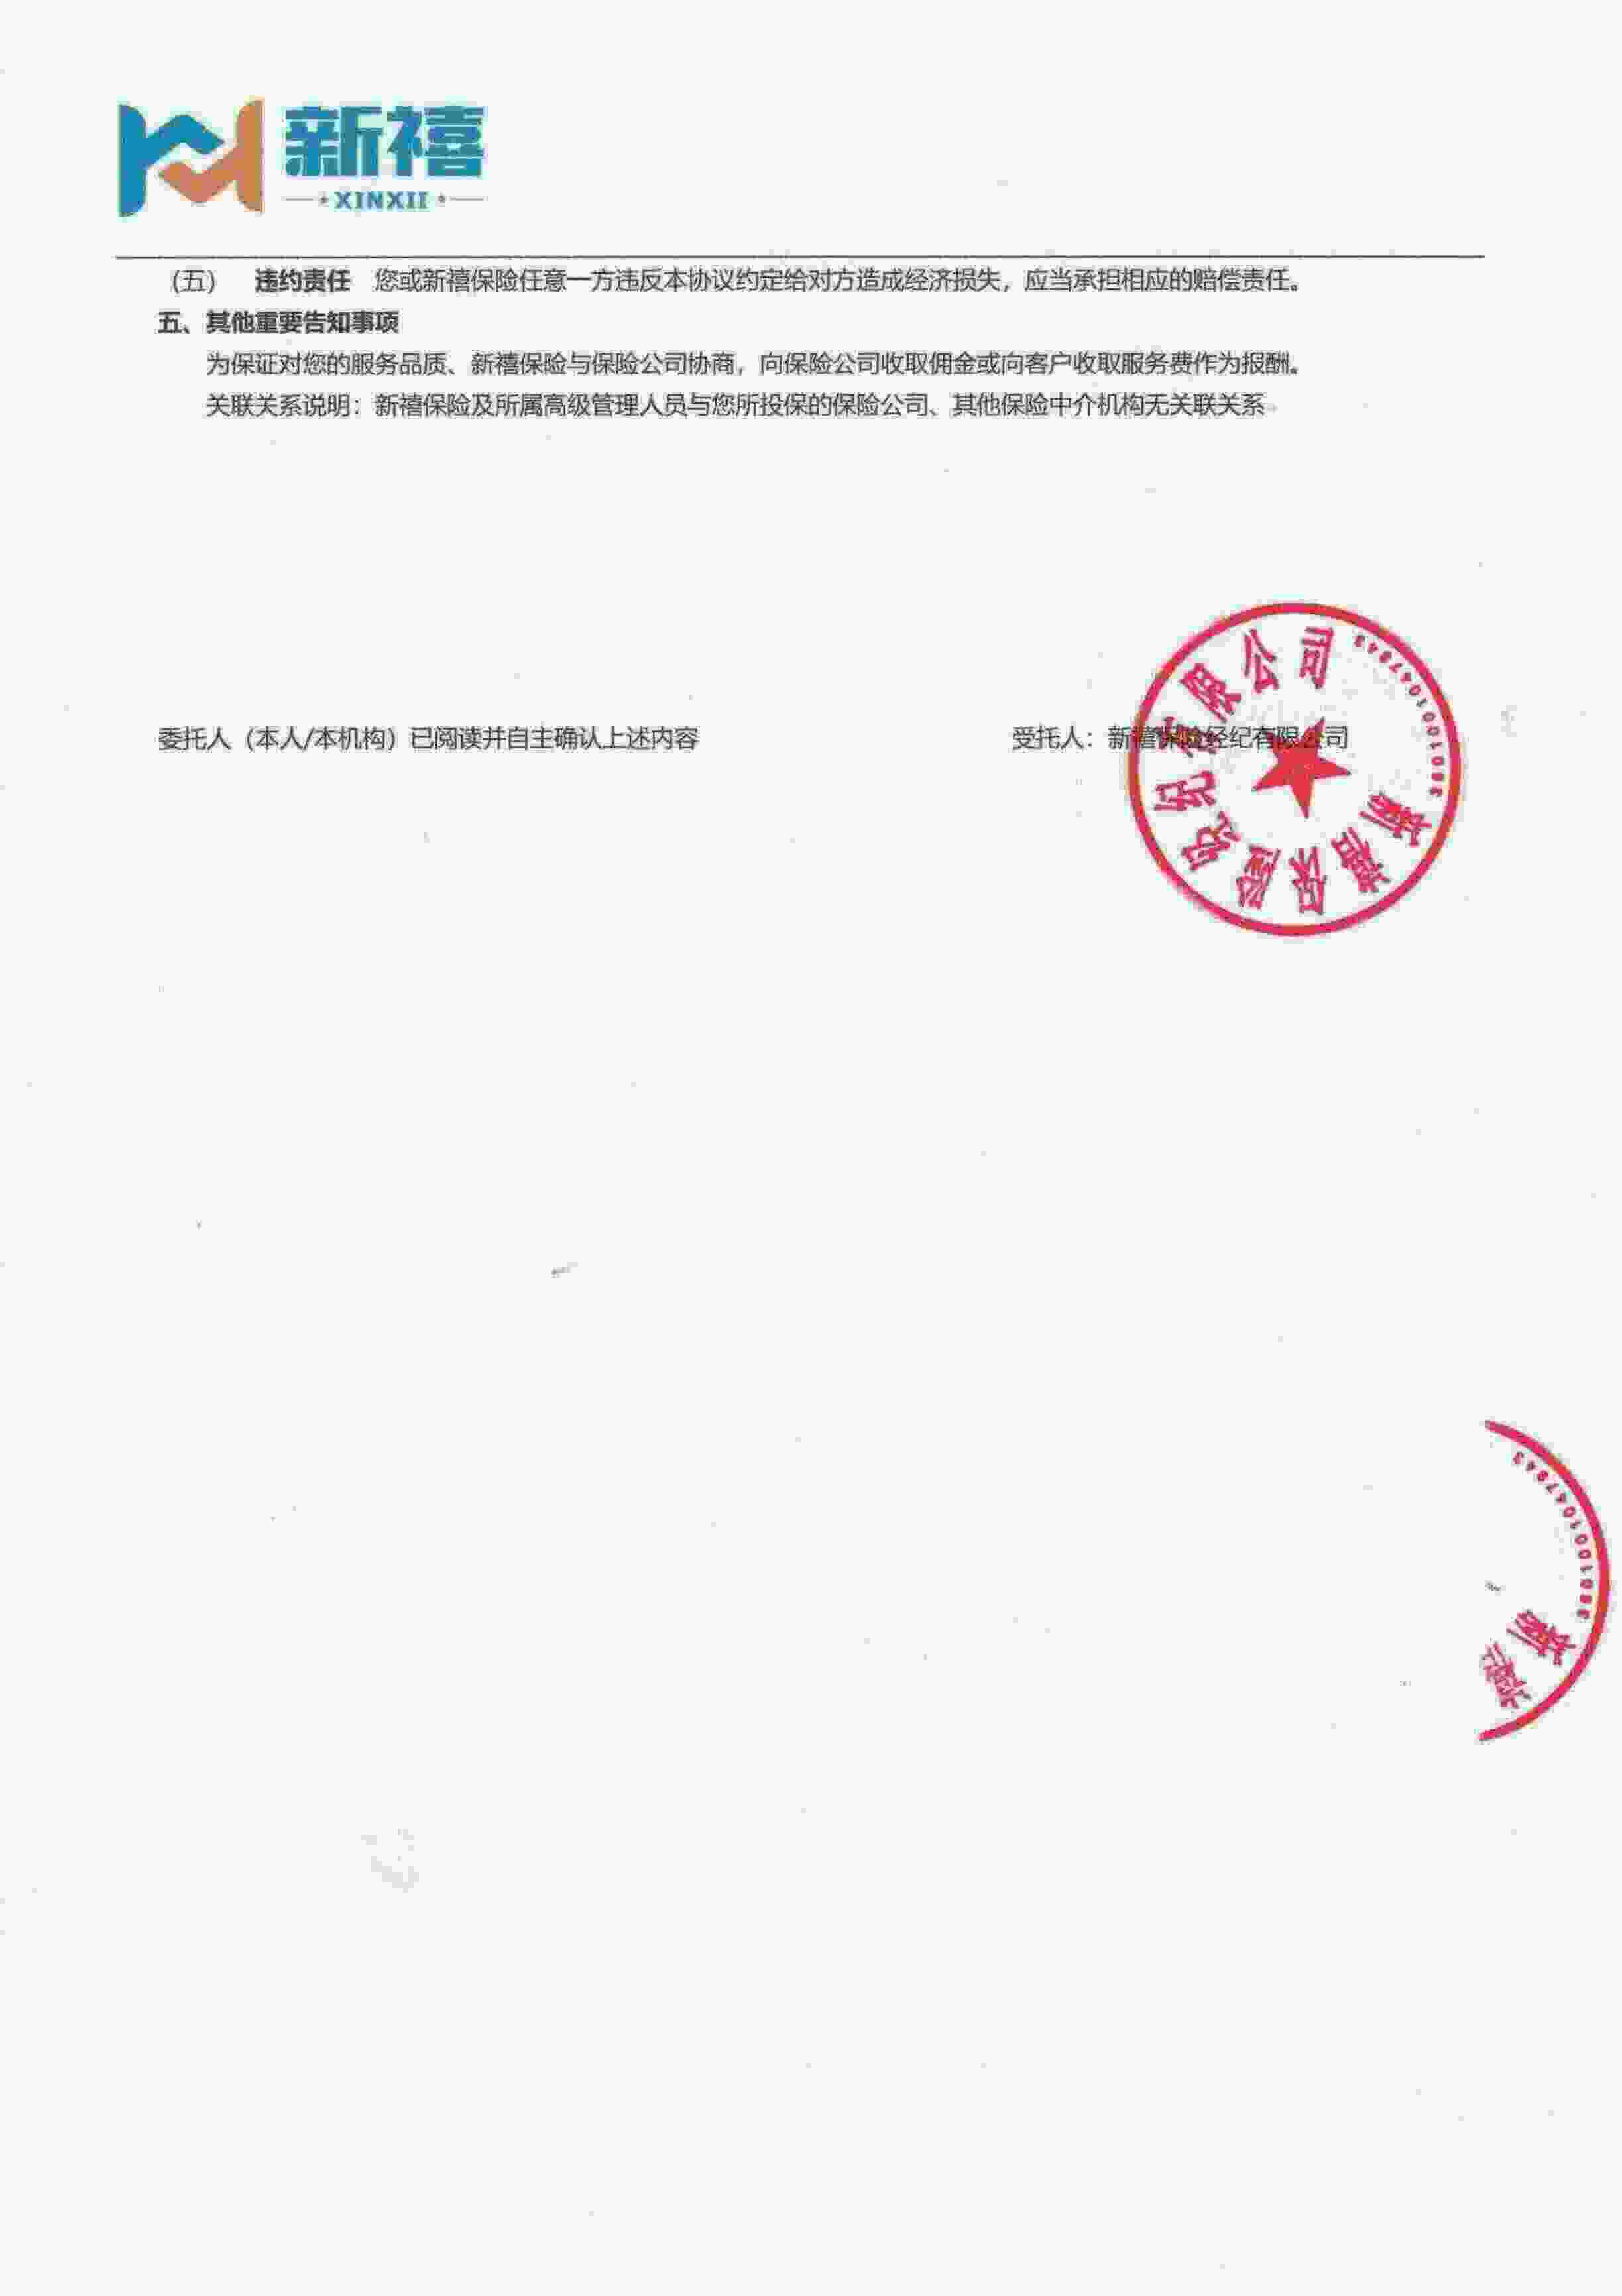 新禧
XINXII
（五） 违约责任 您或新禧保险任意一方违反本协议约定给对方造成经济损失，应当承担相应的赔偿责任。
五、其他重要告知事项
为保证对您的服务品质、新禧保险与保险公司协商，向保险公司收取佣金或向客户收取服务费作为报酬。
关联关系说明：新禧保险及所属高级管理人员与您所投保的保险公司、其他保险中介机构无关联关系
委托人（本人/本机构）已阅读并自主确认上述内容
受托人：新禧保险经纪有限公司
新禧保险经纪有限公司
新禧